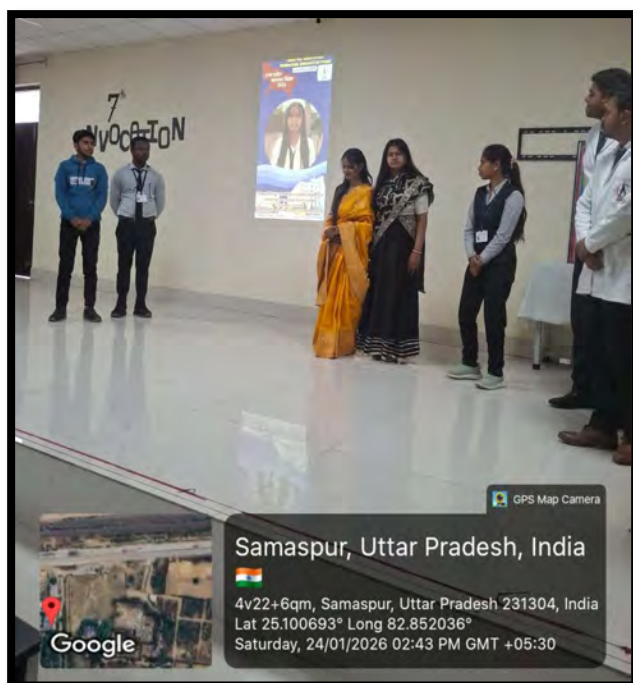 7th
NVOCATION
GPS Map Camera
Samaspur, Uttar Pradesh, India
4v22+6qm, Samaspur, Uttar Pradesh 231304, India
Lat 25.100693° Long 82.852036°
Saturday, 24/01/2026 02:43 PM GMT +05:30
Google